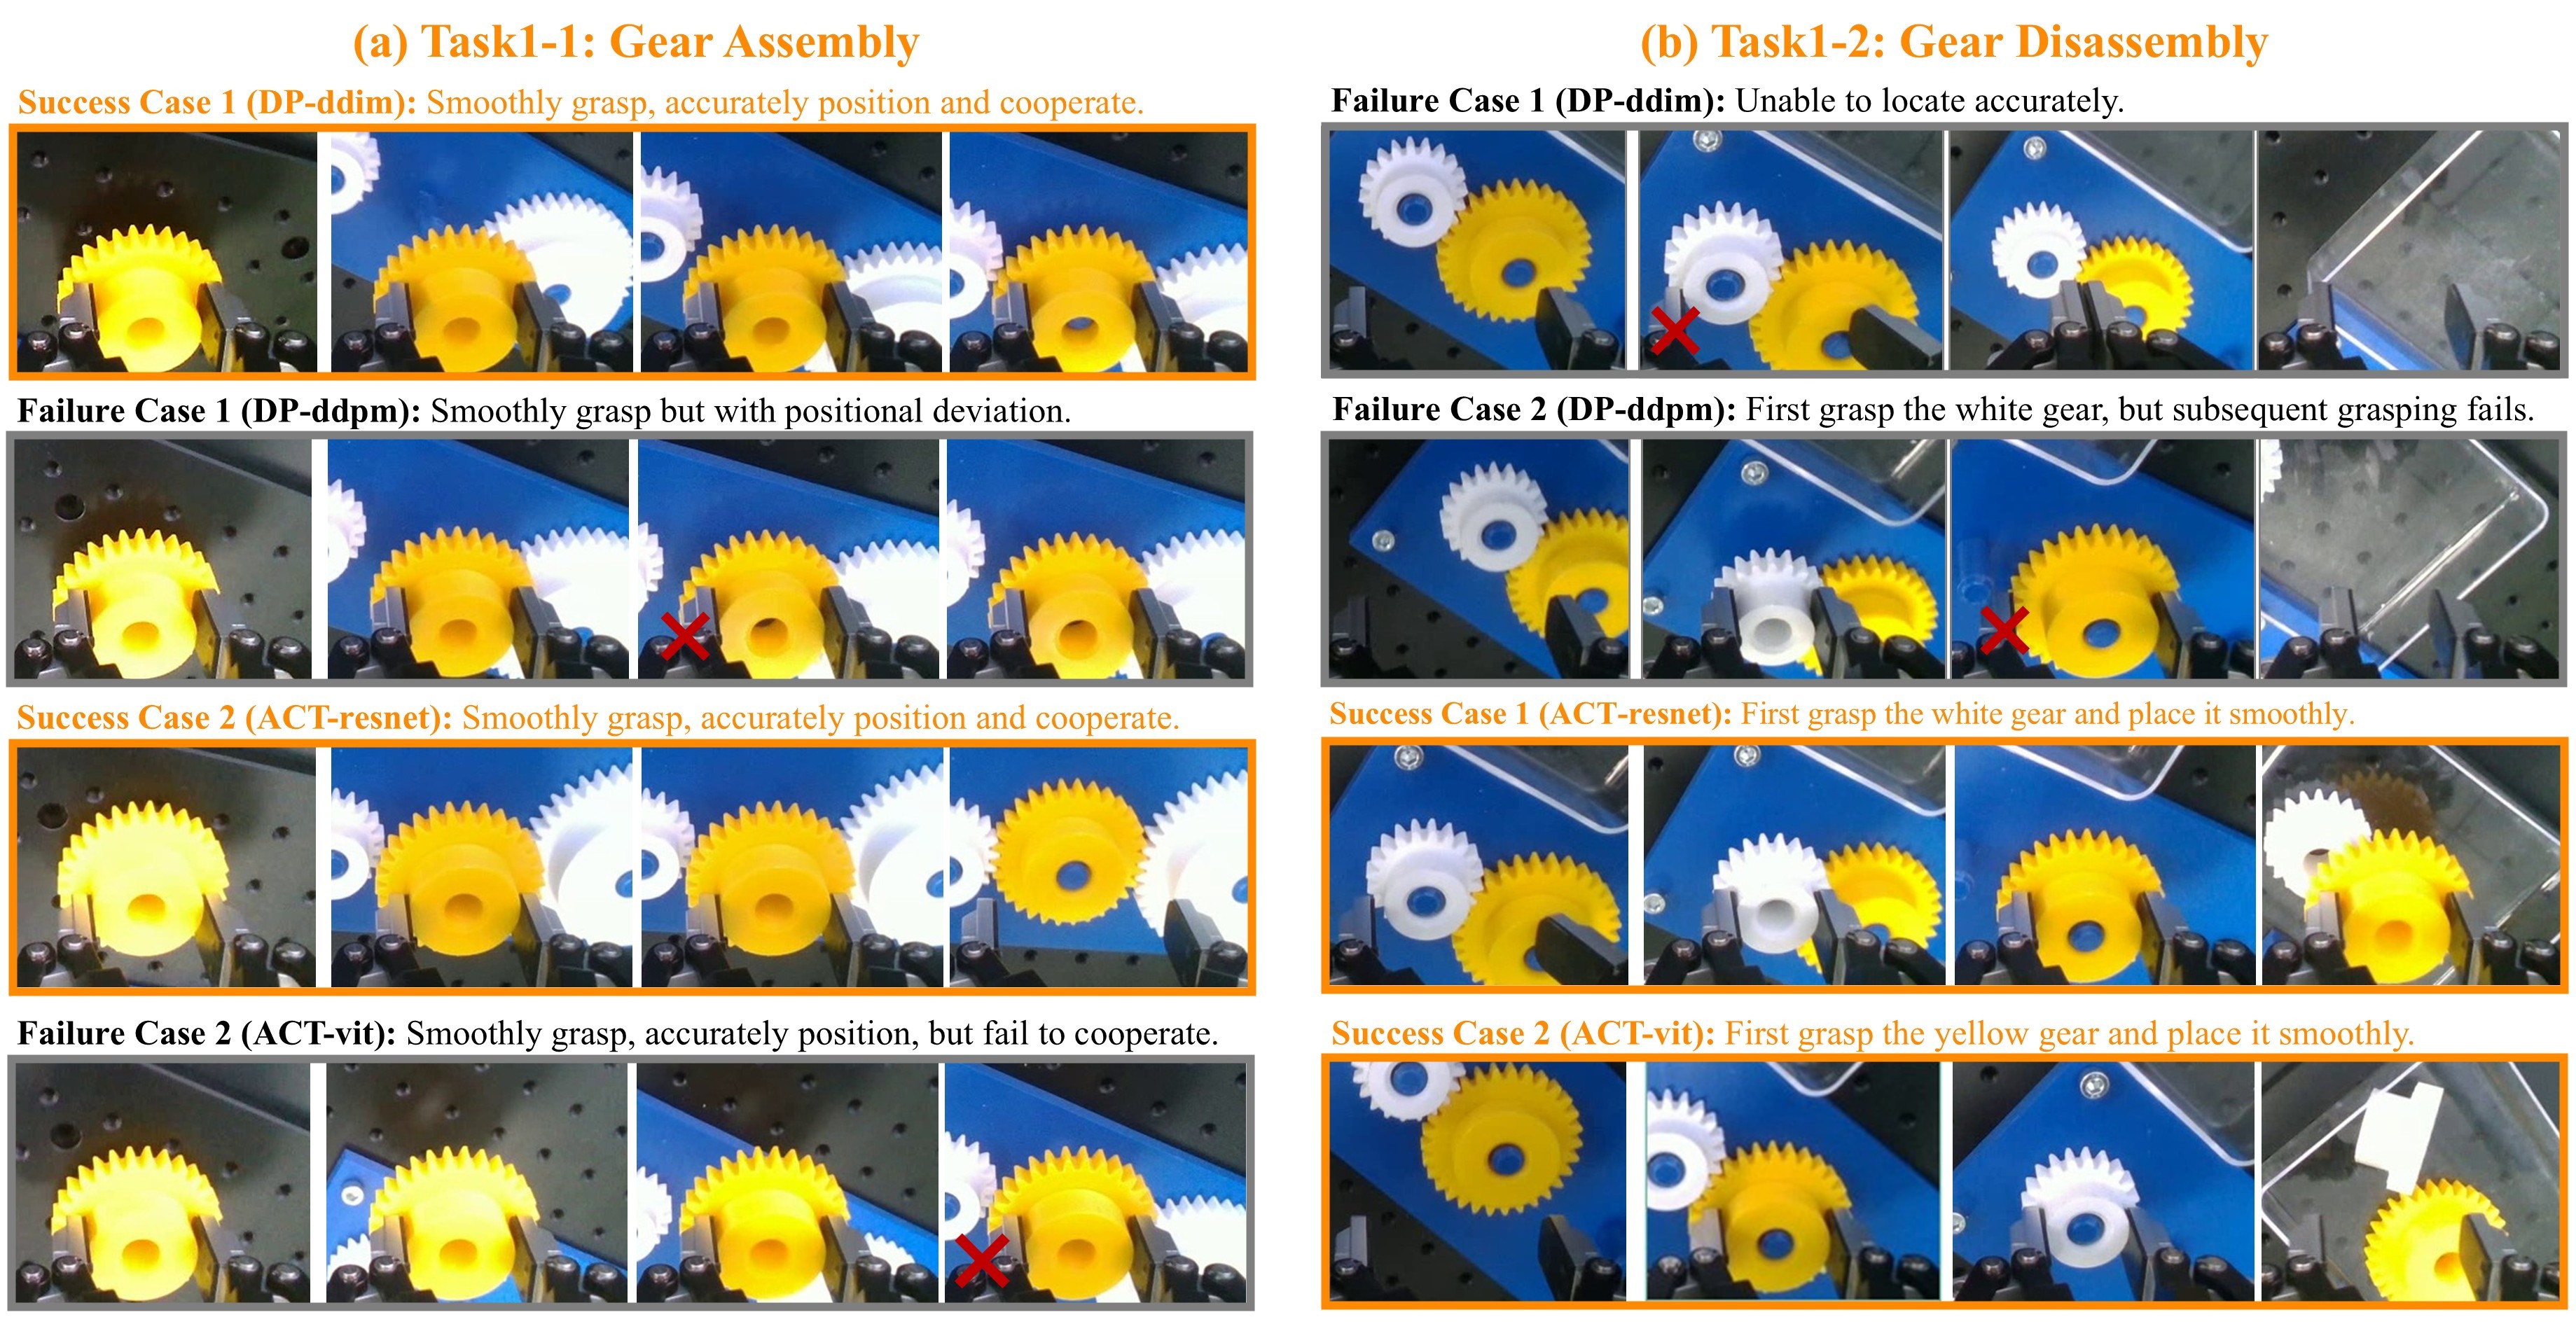 (a) Task1-1: Gear Assembly
Success Case 1 (DP-ddim): Smoothly grasp, accurately position and cooperate.
Failure Case 1 (DP-ddpm): Smoothly grasp but with positional deviation.
Success Case 2 (ACT-resnet): Smoothly grasp, accurately position and cooperate.
Failure Case 2 (ACT-vit): Smoothly grasp, accurately position, but fail to cooperate.
(b) Task1-2: Gear Disassembly
Failure Case 1 (DP-ddim): Unable to locate accurately.
Failure Case 2 (DP-ddpm): First grasp the white gear, but subsequent grasping fails.
Success Case 1 (ACT-resnet): First grasp the white gear and place it smoothly.
Success Case 2 (ACT-vit): First grasp the yellow gear and place it smoothly.